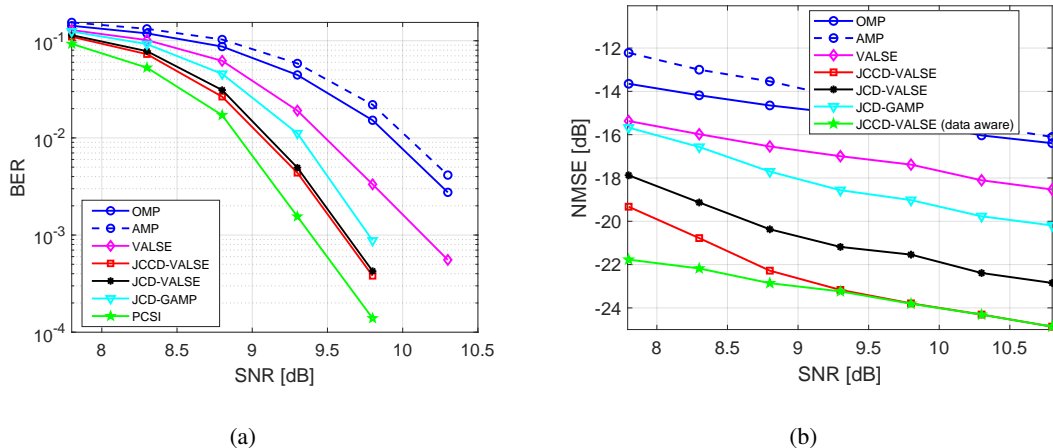 10^-1
10^-2
10^-3
10^-4
BER
8 8.5 9 9.5 10 10.5
SNR [dB]
OMP
AMP
VALSE
JCCD-VALSE
JCD-VALSE
JCD-GAMP
PCSI
(a)
-12
-14
-16
-18
-20
-22
-24
NMSE [dB]
8 8.5 9 9.5 10 10.5
SNR [dB]
OMP
AMP
VALSE
JCCD-VALSE
JCD-VALSE
JCD-GAMP
JCCD-VALSE (data aware)
(b)